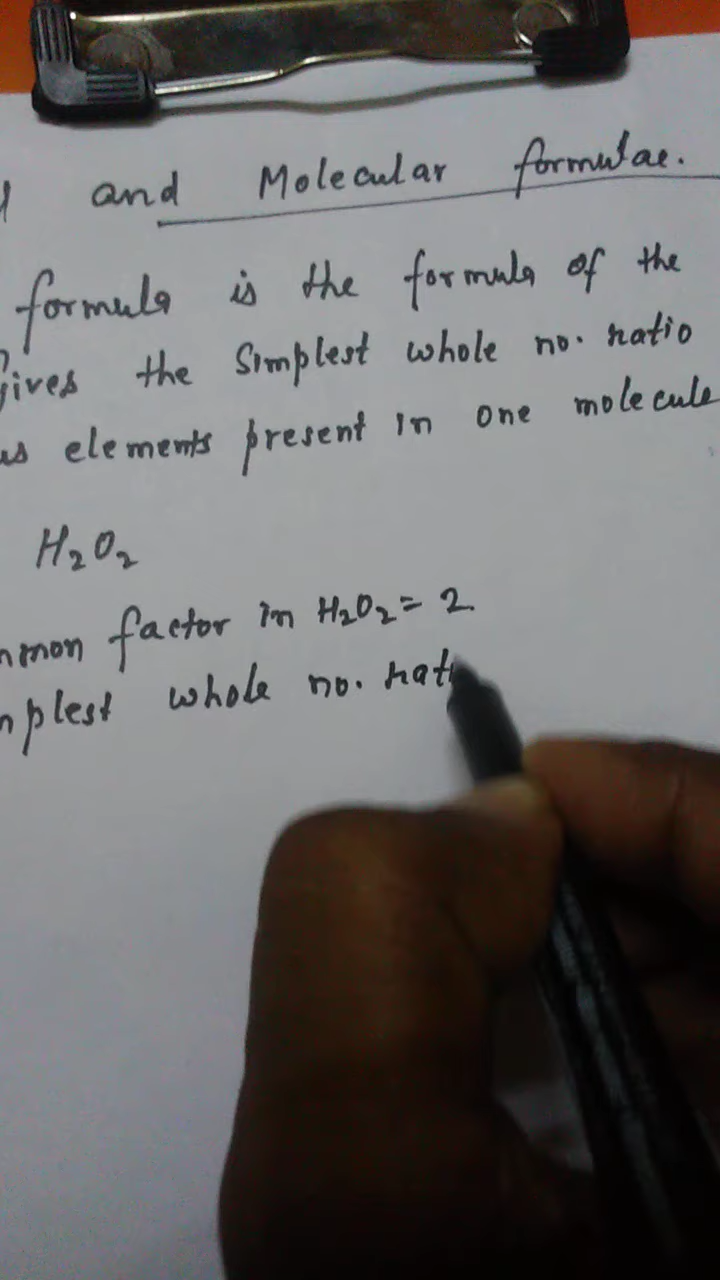 and Molecular formulae.
formula is the formula of the
gives the Simplest whole no. ratio
elements present in one molecule
H₂O₂
factor in H₂O₂ = 2
whole no. rati